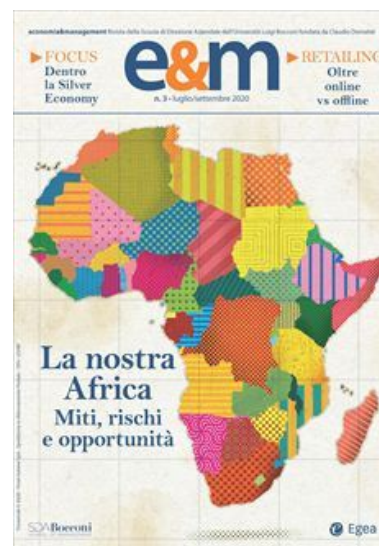 economia&management Rivista della Scuola di Direzione Aziendale dell'Università Luigi Bocconi fondata da Claudio Demattè
FOCUS
Dentro
la Silver
Economy
e&m
n. 3 - luglio/settembre 2020
RETAILING
Oltre
online
vs offline
La nostra
Africa
Miti, rischi
e opportunità
SDA Bocconi
Egea